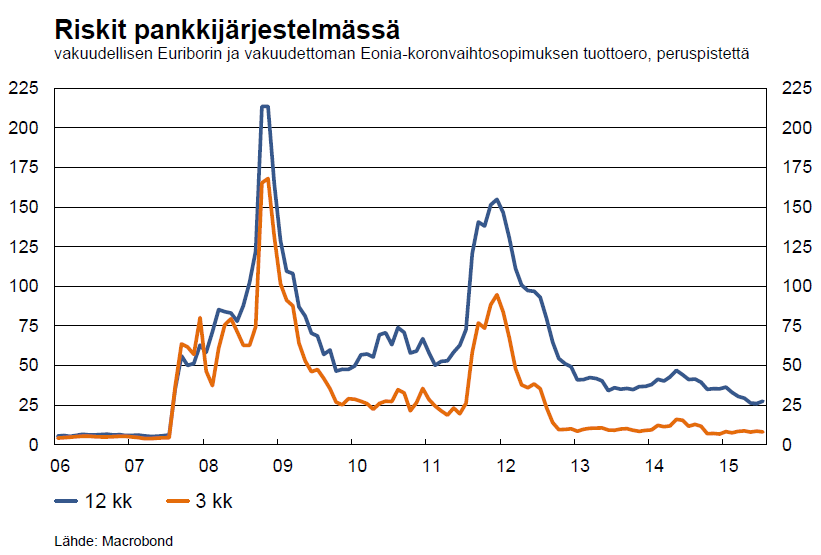 Riskit pankkijärjestelmässä
vakuudellisen Euriborin ja vakuudettoman Eonia-koronvaihtosopimuksen tuottoero, peruspistettä
225 225
200 200
175 175
150 150
125 125
100 100
75 75
50 50
25 25
0 0
06 07 08 09 10 11 12 13 14 15
12 kk 3 kk
Lähde: Macrobond